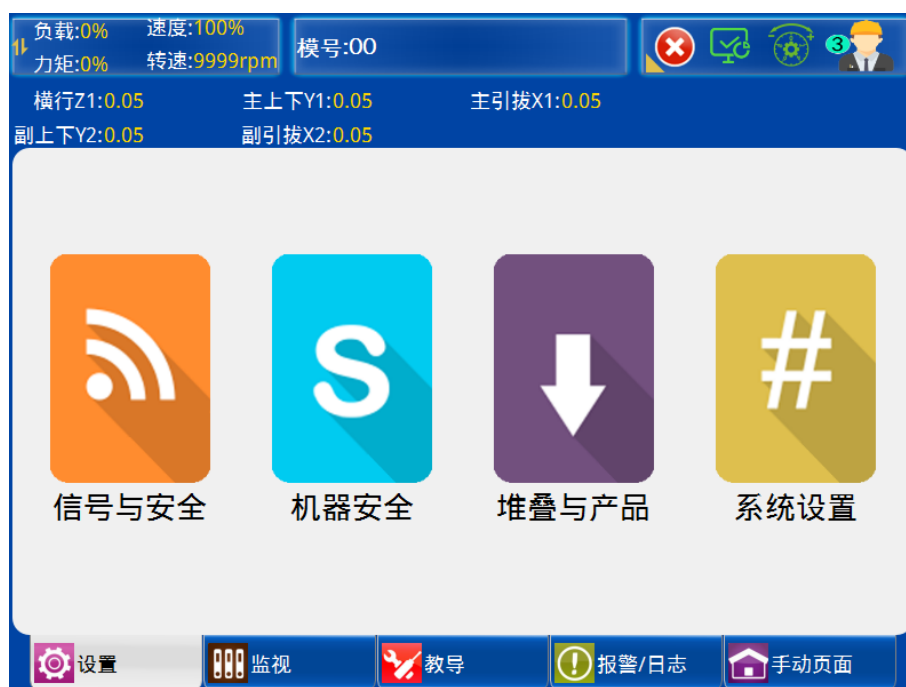 负载:0% 速度:100%
力矩:0% 转速:9999rpm
模号:00
3
横行Z1:0.05 主上下Y1:0.05 主引拔X1:0.05
副上下Y2:0.05 副引拔X2:0.05
S
#
信号与安全 机器安全 堆叠与产品 系统设置
设置 监视 教导 报警/日志 手动页面